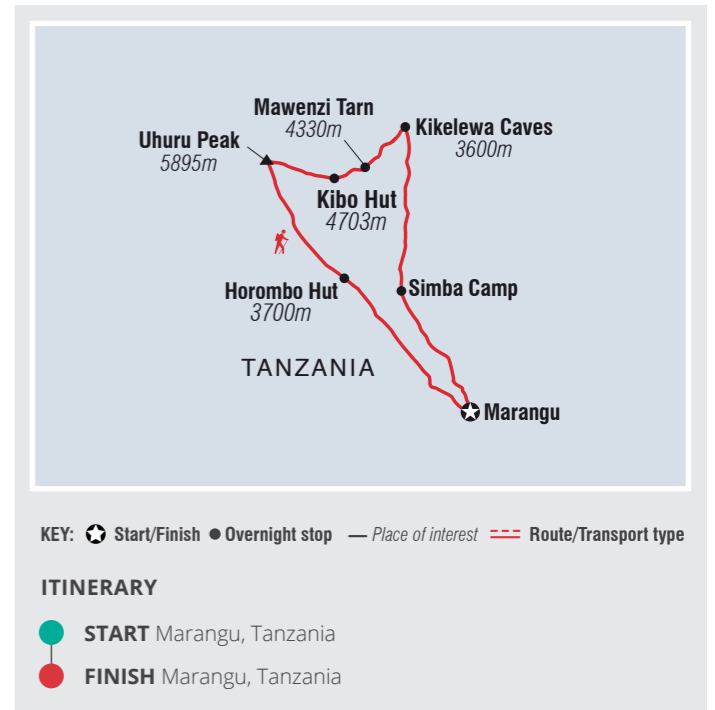 Mawenzi Tarn
4330m
Kikelewa Caves
3600m
Uhuru Peak
5895m
Kibo Hut
4703m
Horombo Hut
3700m
Simba Camp
TANZANIA
Marangu
KEY: Start/Finish Overnight stop Place of interest Route/Transport type
ITINERARY
START Marangu, Tanzania
FINISH Marangu, Tanzania